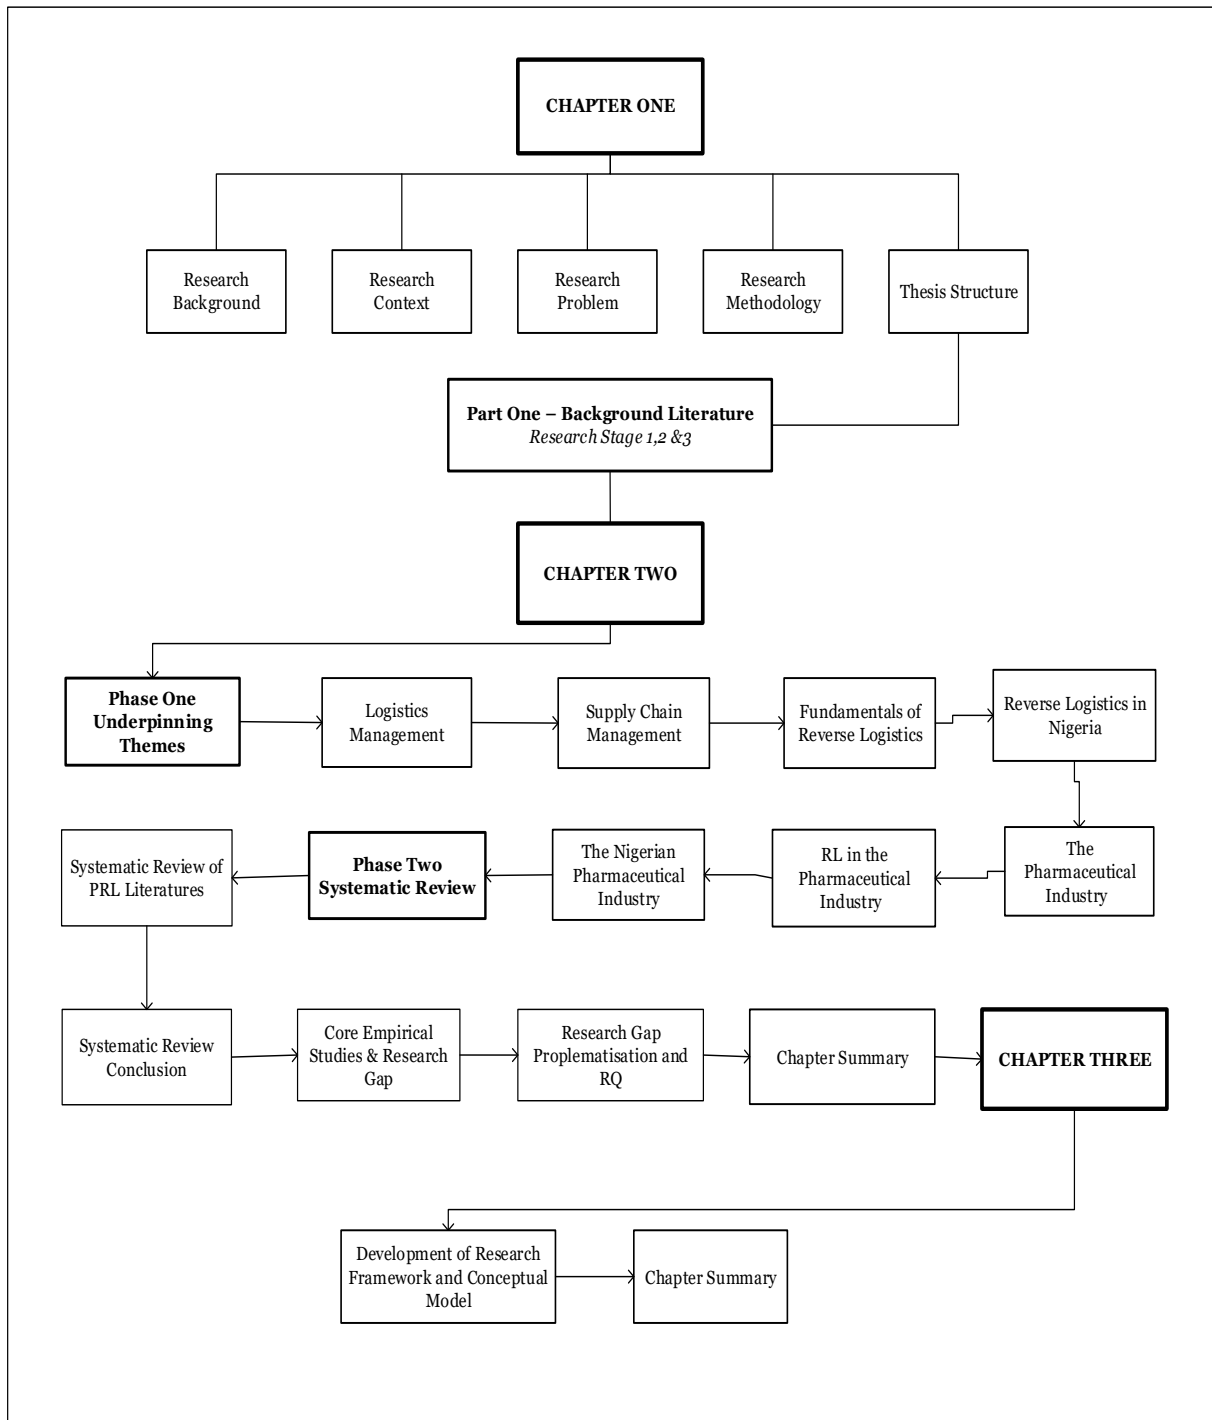 CHAPTER ONE
Research
Background
Research
Context
Research
Problem
Research
Methodology
Thesis Structure
Part One – Background Literature
Research Stage 1,2 &3
CHAPTER TWO
Phase One
Underpinning
Themes
Logistics
Management
Supply Chain
Management
Fundamentals of
Reverse Logistics
Reverse Logistics in
Nigeria
Systematic Review of
PRL Literatures
Phase Two
Systematic Review
The Nigerian
Pharmaceutical
Industry
RL in the
Pharmaceutical
Industry
The
Pharmaceutical
Industry
Systematic Review
Conclusion
Core Empirical
Studies & Research
Gap
Research Gap
Proplematisation and
RQ
Chapter Summary
CHAPTER THREE
Development of Research
Framework and Conceptual
Model
Chapter Summary